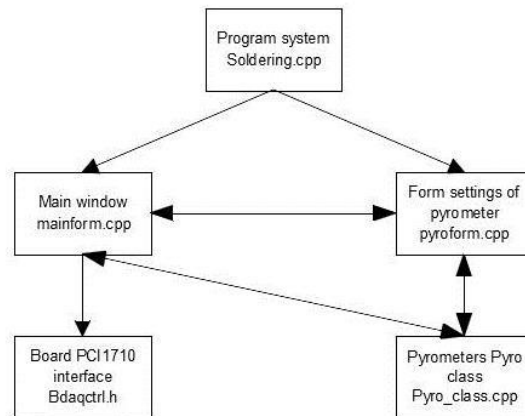 Program system
Soldering.cpp
Main window
mainform.cpp
Form settings of
pyrometer
pyroform.cpp
Board PCI1710
interface
Bdaqctrl.h
Pyrometers Pyro
class
Pyro_class.cpp